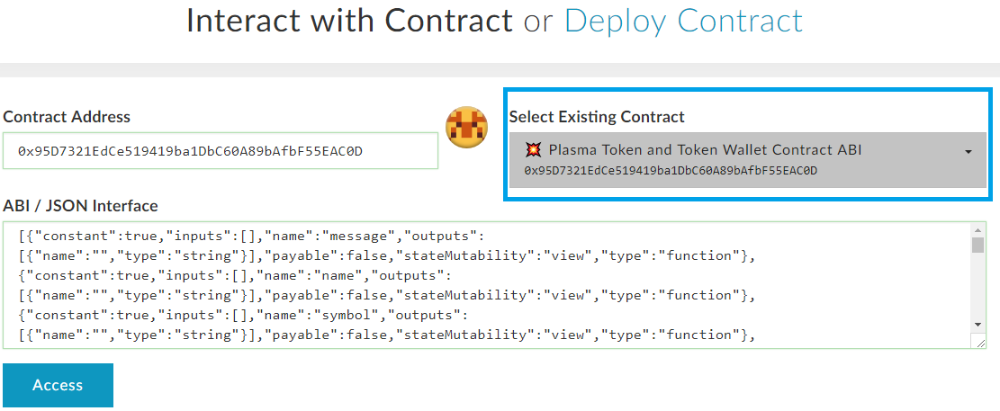 Interact with Contract or Deploy Contract
Contract Address
0x95D7321EdCe519419ba1DbC60A89bAfbF55EAC0D
Select Existing Contract
Plasma Token and Token Wallet Contract ABI
0x95D7321EdCe519419ba1DbC60A89bAfbF55EAC0D
ABI / JSON Interface
[{"constant":true,"inputs":[],"name":"message","outputs":
[{"name":"","type":"string"}],"payable":false,"stateMutability":"view","type":"function"},
{"constant":true,"inputs":[],"name":"name","outputs":
[{"name":"","type":"string"}],"payable":false,"stateMutability":"view","type":"function"},
{"constant":true,"inputs":[],"name":"symbol","outputs":
[{"name":"","type":"string"}],"payable":false,"stateMutability":"view","type":"function"},
Access